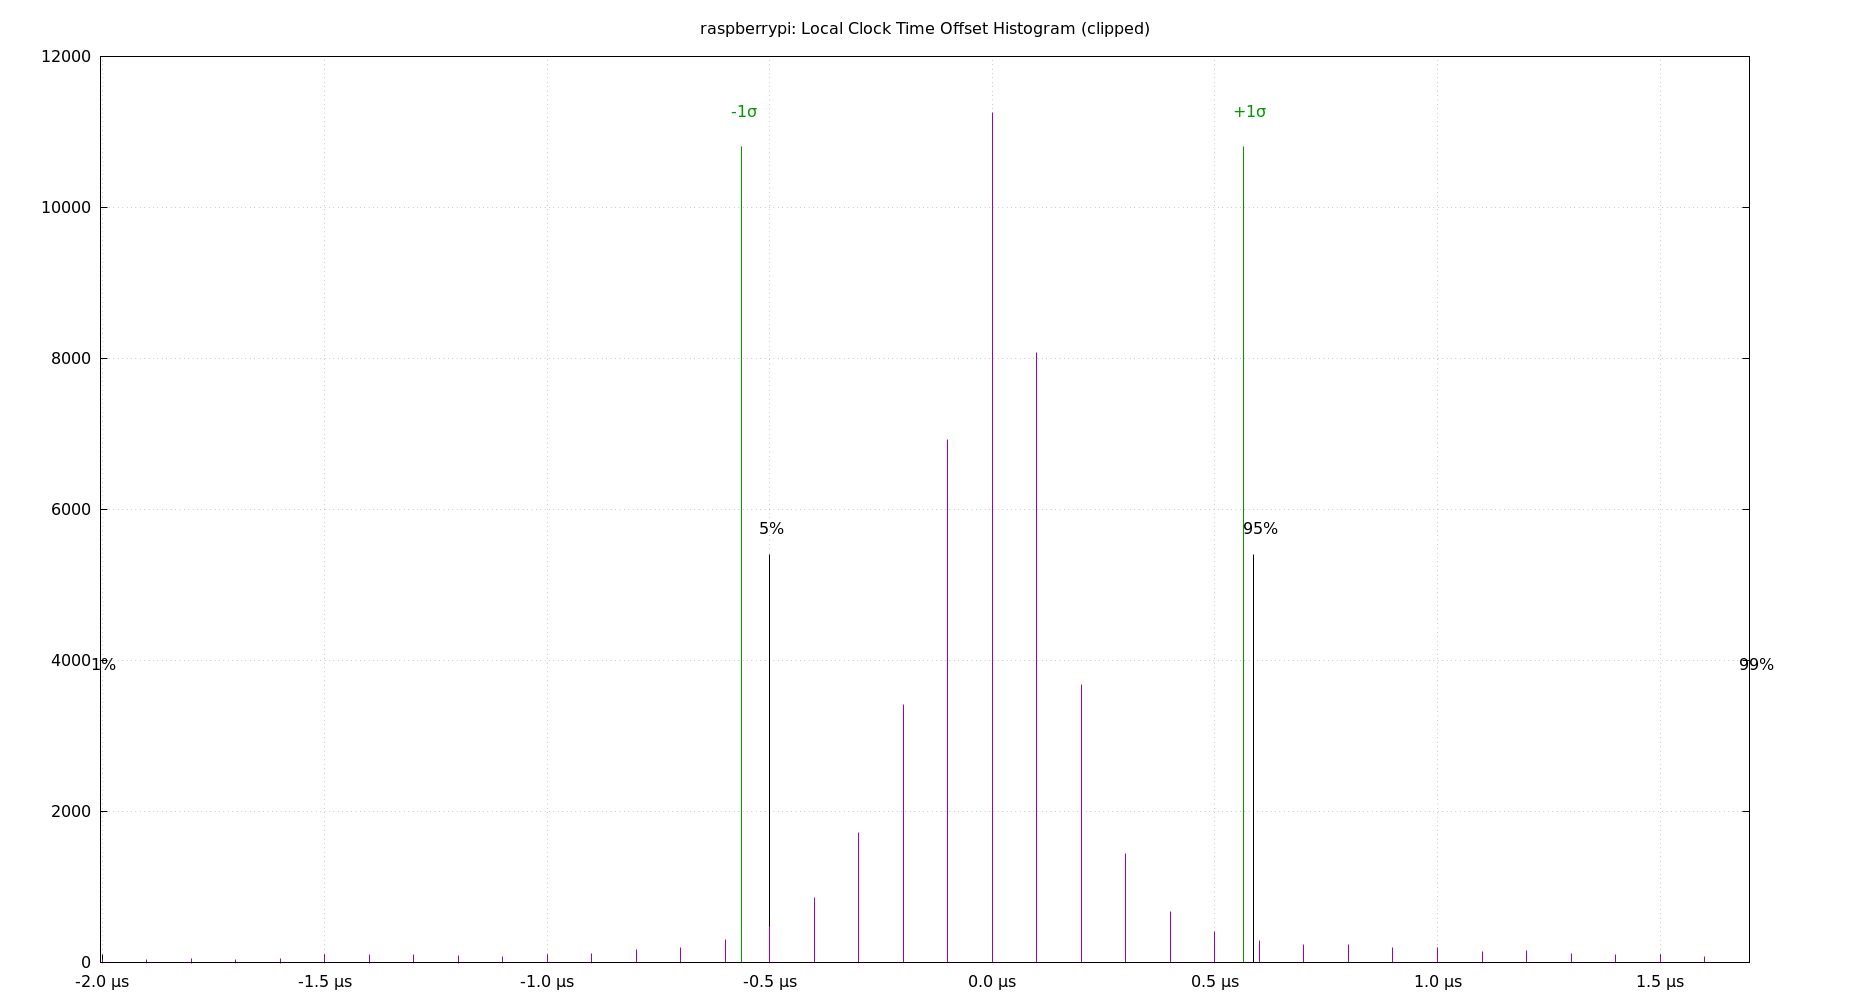 raspberrypi: Local Clock Time Offset Histogram (clipped)
12000
-1σ
+1σ
10000
8000
6000
5%
95%
4000
1%
99%
2000
0
-2.0 µs
-1.5 µs
-1.0 µs
-0.5 µs
0.0 µs
0.5 µs
1.0 µs
1.5 µs